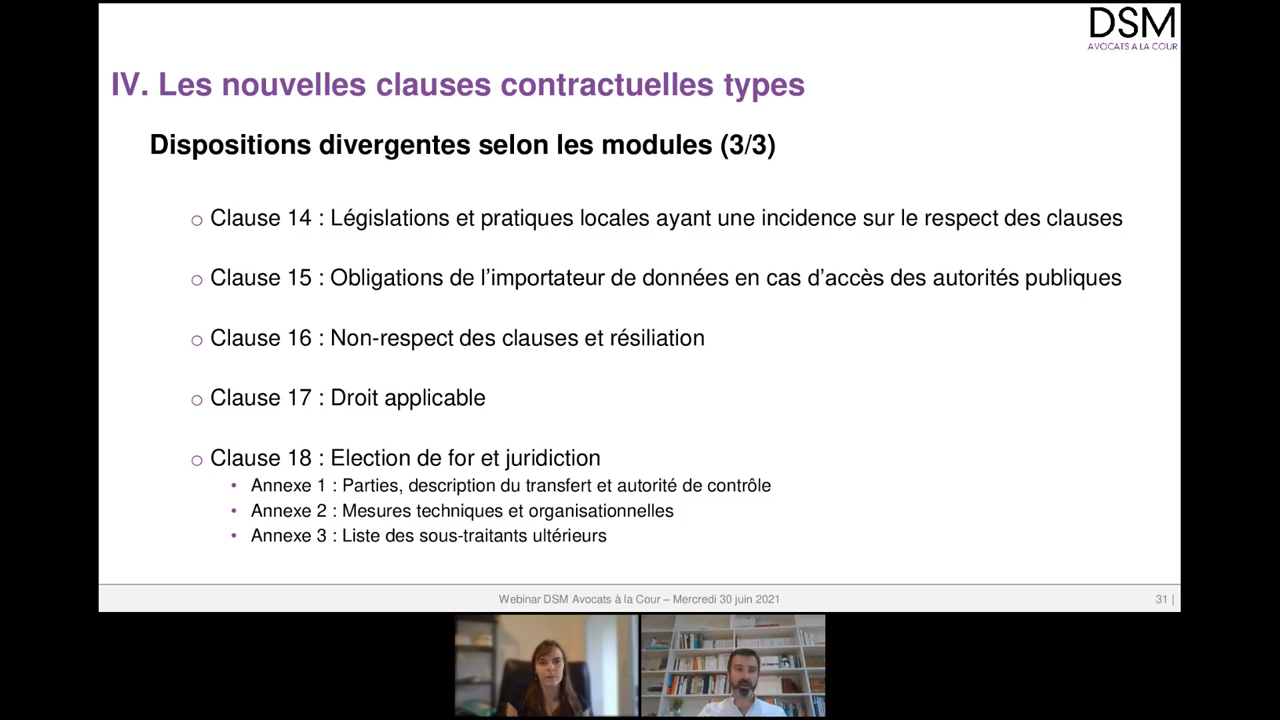 DSM
AVOCATS A LA COUR
IV. Les nouvelles clauses contractuelles types
Dispositions divergentes selon les modules (3/3)
o Clause 14 : Législations et pratiques locales ayant une incidence sur le respect des clauses
o Clause 15 : Obligations de l’importateur de données en cas d’accès des autorités publiques
o Clause 16 : Non-respect des clauses et résiliation
o Clause 17 : Droit applicable
o Clause 18 : Election de for et juridiction
• Annexe 1 : Parties, description du transfert et autorité de contrôle
• Annexe 2 : Mesures techniques et organisationnelles
• Annexe 3 : Liste des sous-traitants ultérieurs
Webinar DSM Avocats à la Cour – Mercredi 30 juin 2021
31 |